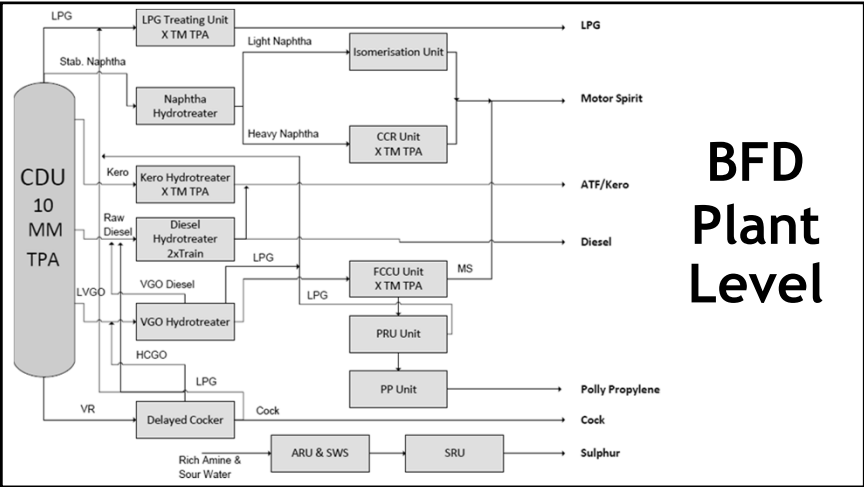 LPG
LPG Treating Unit
X TM TPA
LPG
Stab. Naphtha
Light Naphtha
Isomerisation Unit
Naphtha
Hydrotreater
Motor Spirit
Heavy Naphtha
CCR Unit
X TM TPA
CDU
10
MM
TPA
Kero
Kero Hydrotreater
X TM TPA
ATF/Kero
Raw
Diesel
Diesel
Hydrotreater
2xTrain
Diesel
LPG
FCCU Unit
X TM TPA
MS
VGO Diesel
LVGO
LPG
VGO Hydrotreater
PRU Unit
HCGO
LPG
PP Unit
Polly Propylene
VR
Delayed Cocker
Cock
Cock
Rich Amine &
Sour Water
ARU & SWS
SRU
Sulphur
BFD
Plant
Level